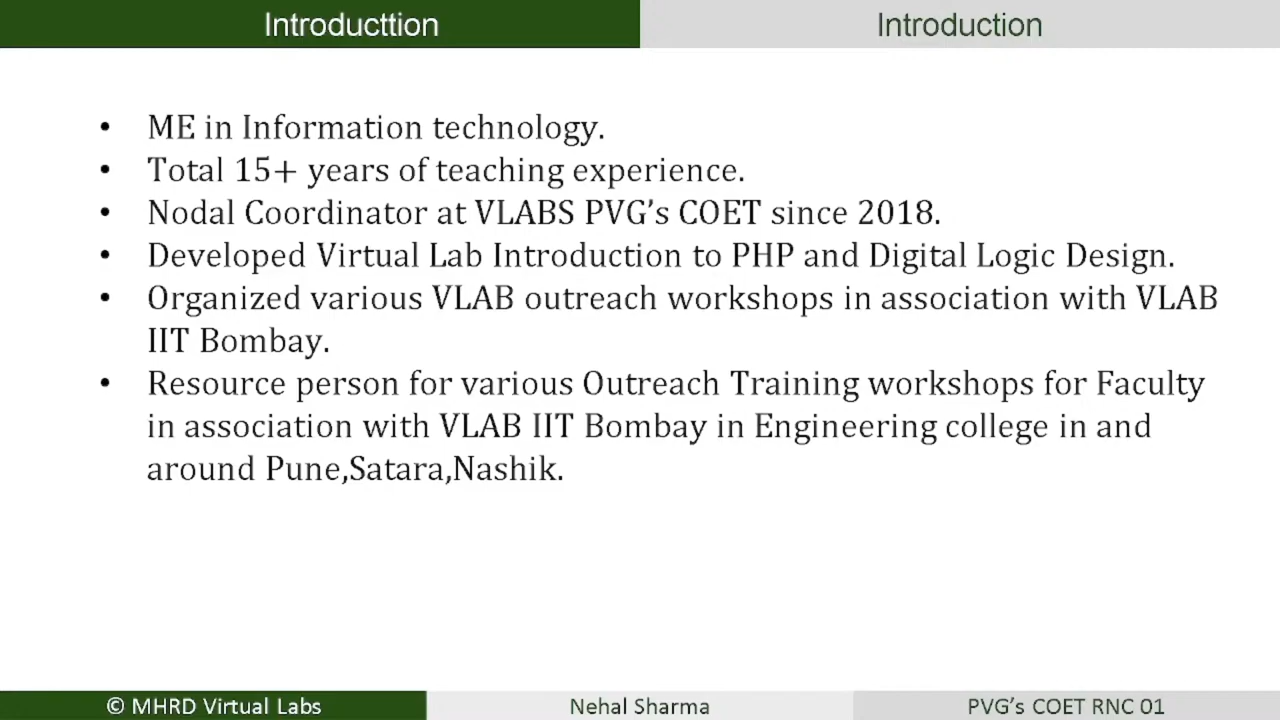 Introducttion
Introduction
• ME in Information technology.
• Total 15+ years of teaching experience.
• Nodal Coordinator at VLABS PVG’s COET since 2018.
• Developed Virtual Lab Introduction to PHP and Digital Logic Design.
• Organized various VLAB outreach workshops in association with VLAB
IIT Bombay.
• Resource person for various Outreach Training workshops for Faculty
in association with VLAB IIT Bombay in Engineering college in and
around Pune,Satara,Nashik.
© MHRD Virtual Labs
Nehal Sharma
PVG’s COET RNC 01